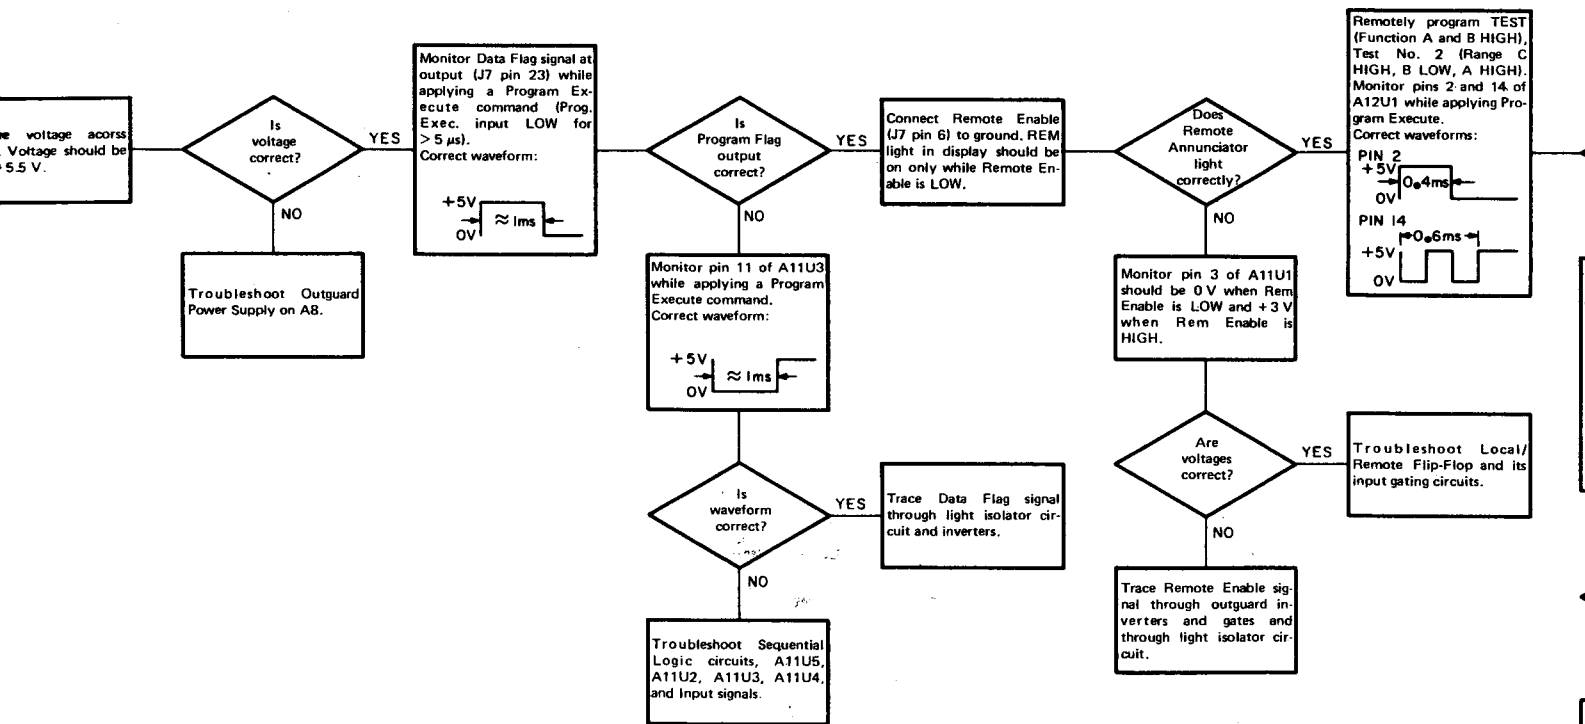 voltage acorss
. Voltage should be
5.5 V.
Is
voltage
correct?
YES
NO
Troubleshoot Outguard
Power Supply on A8.
Monitor Data Flag signal at
output (J7 pin 23) while
applying a Program Ex-
ecute command (Prog.
Exec. input LOW for
> 5 µs).
Correct waveform:
+5V
≈ 1ms
0V
Is
Program Flag
output
correct?
YES
NO
Monitor pin 11 of A11U3
while applying a Program
Execute command.
Correct waveform:
+5V
≈ 1ms
0V
Is
waveform
correct?
YES
NO
Trace Data Flag signal
through light isolator cir-
cuit and inverters.
Troubleshoot Sequential
Logic circuits, A11U5,
A11U2, A11U3, A11U4,
and Input signals.
Connect Remote Enable
(J7 pin 6) to ground. REM
light in display should be
on only while Remote En-
able is LOW.
Does
Remote
Annunciator
light
correctly?
YES
NO
Monitor pin 3 of A11U1
should be 0 V when Rem
Enable is LOW and +3 V
when Rem Enable is
HIGH.
Are
voltages
correct?
YES
NO
Troubleshoot Local/
Remote Flip-Flop and its
input gating circuits.
Trace Remote Enable sig-
nal through outguard in-
verters and gates and
through light isolator cir-
cuit.
Remotely program TEST
(Function A and B HIGH),
Test No. 2 (Range C
HIGH, B LOW, A HIGH).
Monitor pins 2 and 14 of
A12U1 while applying Pro-
gram Execute.
Correct waveforms:
PIN 2
+5V
0.4ms
0V
PIN 14
0.6ms
+5V
0V